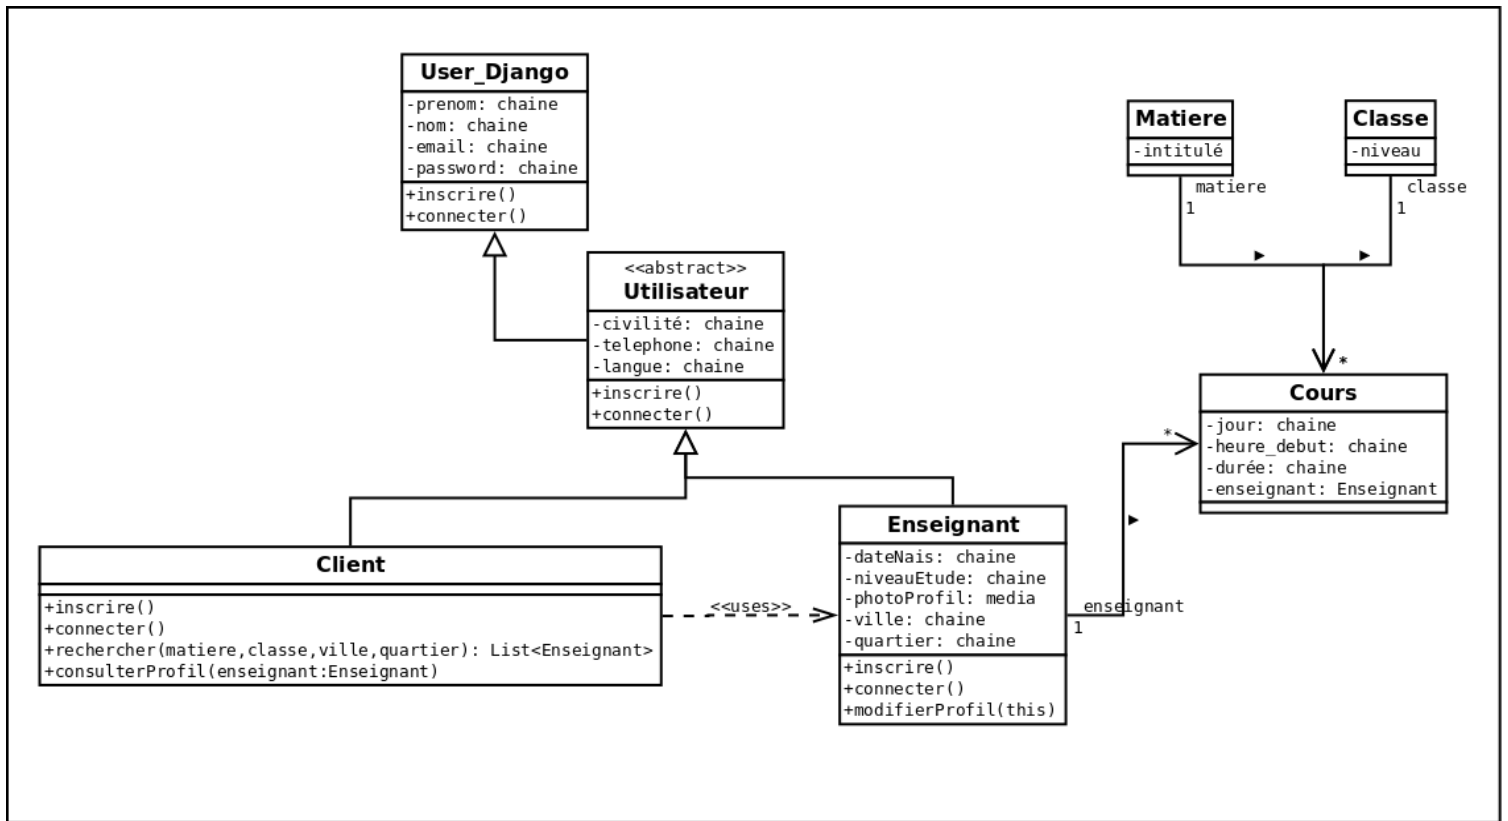 User_Django
-prenom: chaine
-nom: chaine
-email: chaine
-password: chaine
+inscrire()
+connecter()
<<abstract>>
Utilisateur
-civilité: chaine
-telephone: chaine
-langue: chaine
+inscrire()
+connecter()
Matiere
-intitulé
matiere
1
Classe
-niveau
classe
1
*
Cours
-jour: chaine
-heure_debut: chaine
-durée: chaine
-enseignant: Enseignant
*
Client
+inscrire()
+connecter()
+rechercher(matiere,classe,ville,quartier): List<Enseignant>
+consulterProfil(enseignant:Enseignant)
<<uses>>
Enseignant
-dateNais: chaine
-niveauEtude: chaine
-photoProfil: media
-ville: chaine
-quartier: chaine
+inscrire()
+connecter()
+modifierProfil(this)
enseignant
1